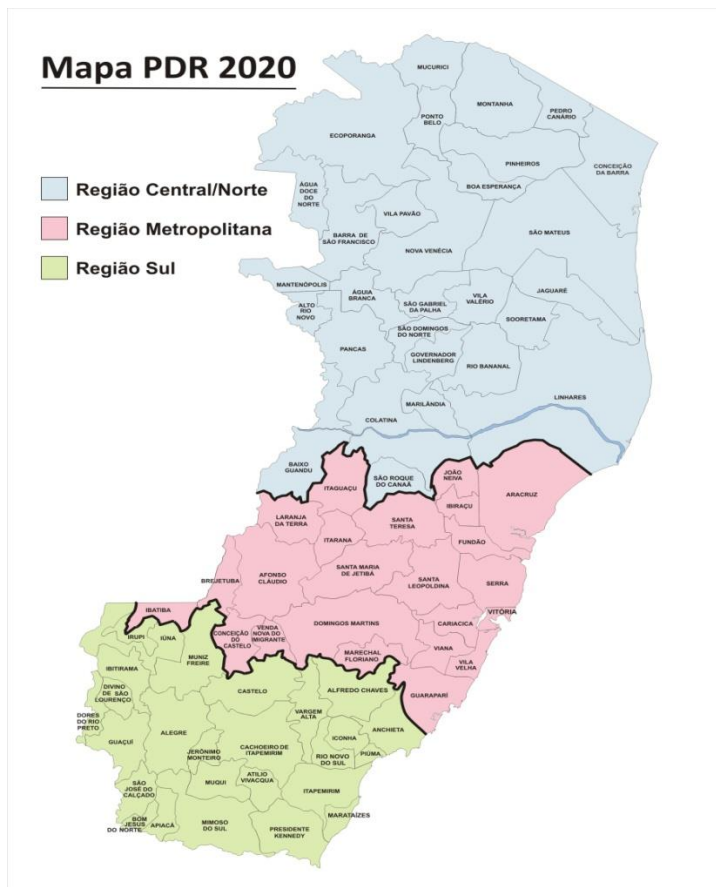 Mapa PDR 2020
Região Central/Norte
Região Metropolitana
Região Sul
MUCURICI
MONTANHA
PEDRO
CANÁRIO
PONTO
BELO
ECOPORANGA
PINHEIROS
CONCEIÇÃO
DA BARRA
ÁGUA
DOCE
DO
NORTE
BOA ESPERANÇA
VILA PAVÃO
BARRA DE
SÃO FRANCISCO
SÃO MATEUS
NOVA VENÉCIA
MANTENÓPOLIS
ÁGUIA
BRANCA
JAGUARÉ
VILA
VALÉRIO
SÃO GABRIEL
DA PALHA
ALTO
RIO
NOVO
SOORETAMA
SÃO DOMINGOS
DO NORTE
PANCAS
GOVERNADOR
LINDENBERG
RIO BANANAL
LINHARES
MARILÂNDIA
COLATINA
BAIXO
GUANDU
ITAGUAÇU
SÃO ROQUE
DO CANAÃ
JOÃO
NEIVA
ARACRUZ
IBIRAÇU
LARANJA
DA TERRA
SANTA
TERESA
ITARANA
FUNDÃO
SANTA MARIA
DE JETIBÁ
BREJETUBA
AFONSO
CLÁUDIO
SANTA
LEOPOLDINA
SERRA
IBATIBA
VITÓRIA
DOMINGOS MARTINS
CARIACICA
CONCEIÇÃO
DO
CASTELO
VENDA
NOVA DO
IMIGRANTE
IRUPI
IÚNA
MARECHAL
FLORIANO
VIANA
VILA
VELHA
MUNIZ
FREIRE
IBITIRAMA
GUARAPARÍ
CASTELO
ALFREDO CHAVES
DIVINO
DE SÃO
LOURENÇO
VARGEM
ALTA
DORES
DO RIO
PRETO
ANCHIETA
ALEGRE
ICONHA
GUAÇUÍ
CACHOEIRO DE
ITAPEMIRIM
JERÔNIMO
MONTEIRO
RIO NOVO
DO SUL
PIÚMA
ATILIO
VIVACQUA
MUQUI
SÃO
JOSÉ DO
CALÇADO
ITAPEMIRIM
MARATAÍZES
BOM
JESUS
DO NORTE
APIACÁ
MIMOSO
DO SUL
PRESIDENTE
KENNEDY